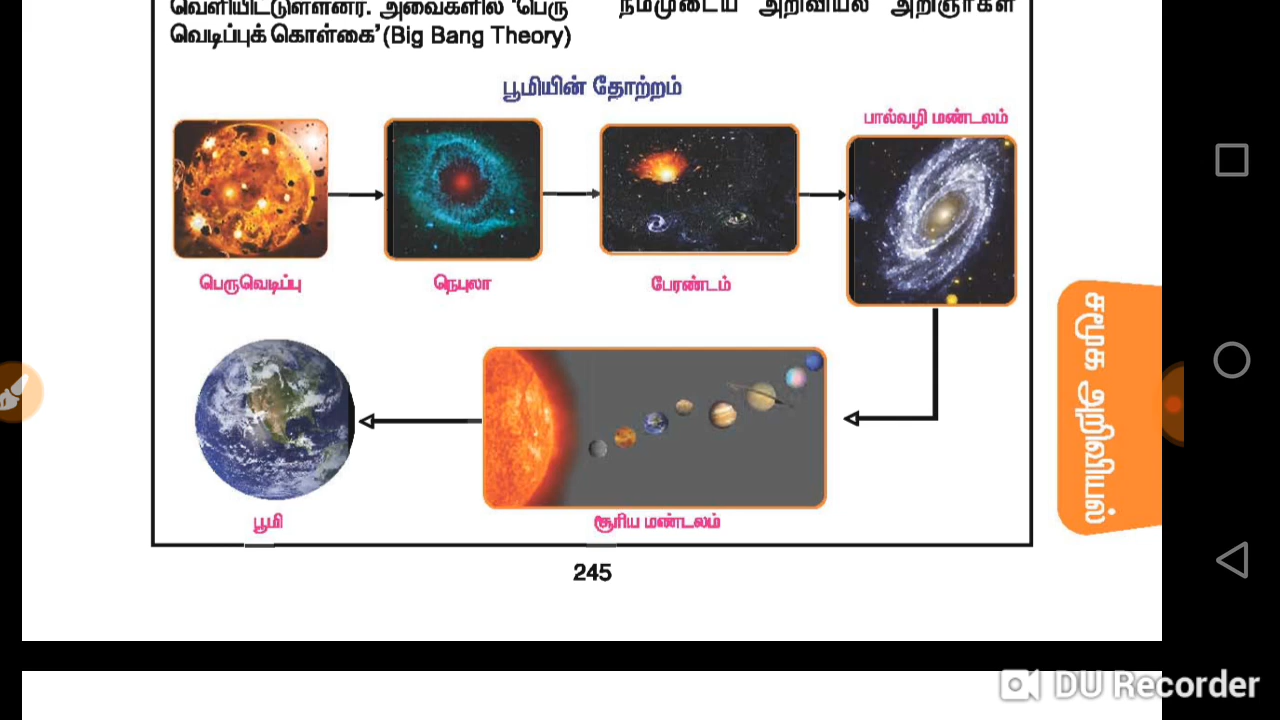 வெளியிட்டுள்ளனர். அவைகளில் ‘பெரு
வெடிப்புக் கொள்கை’(Big Bang Theory)
நம்முடைய அறிவியல் அறிஞர்கள்
பூமியின் தோற்றம்
பால்வழி மண்டலம்
பெருவெடிப்பு
நெபுலா
பேரண்டம்
பூமி
சூரிய மண்டலம்
சமூக அறிவியல்
245
DU Recorder